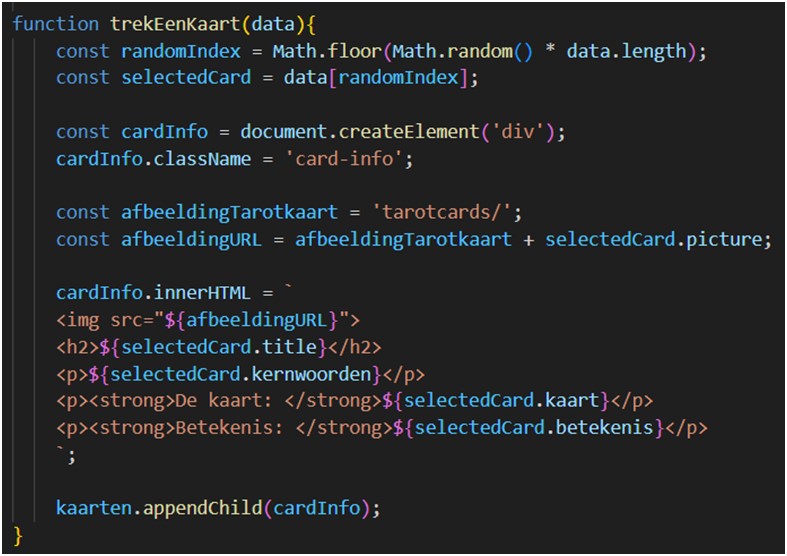 function trekEenKaart(data){
    const randomIndex = Math.floor(Math.random() * data.length);
    const selectedCard = data[randomIndex];

    const cardInfo = document.createElement('div');
    cardInfo.className = 'card-info';

    const afbeeldingTarotkaart = 'tarotcards/';
    const afbeeldingURL = afbeeldingTarotkaart + selectedCard.picture;

    cardInfo.innerHTML = `
    <img src="${afbeeldingURL}">
    <h2>${selectedCard.title}</h2>
    <p>${selectedCard.kernwoorden}</p>
    <p><strong>De kaart: </strong>${selectedCard.kaart}</p>
    <p><strong>Betekenis: </strong>${selectedCard.betekenis}</p>
    `;

    kaarten.appendChild(cardInfo);
}